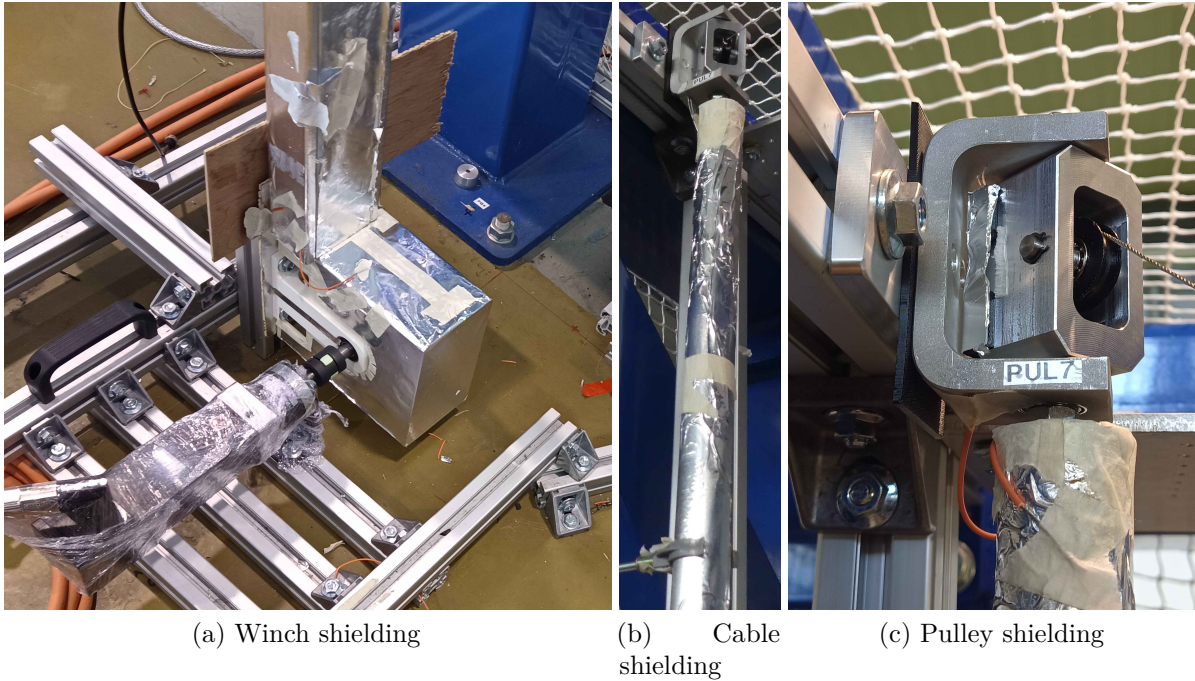 PUL7
PUL7
(a) Winch shielding
(b) Cable
shielding
(c) Pulley shielding